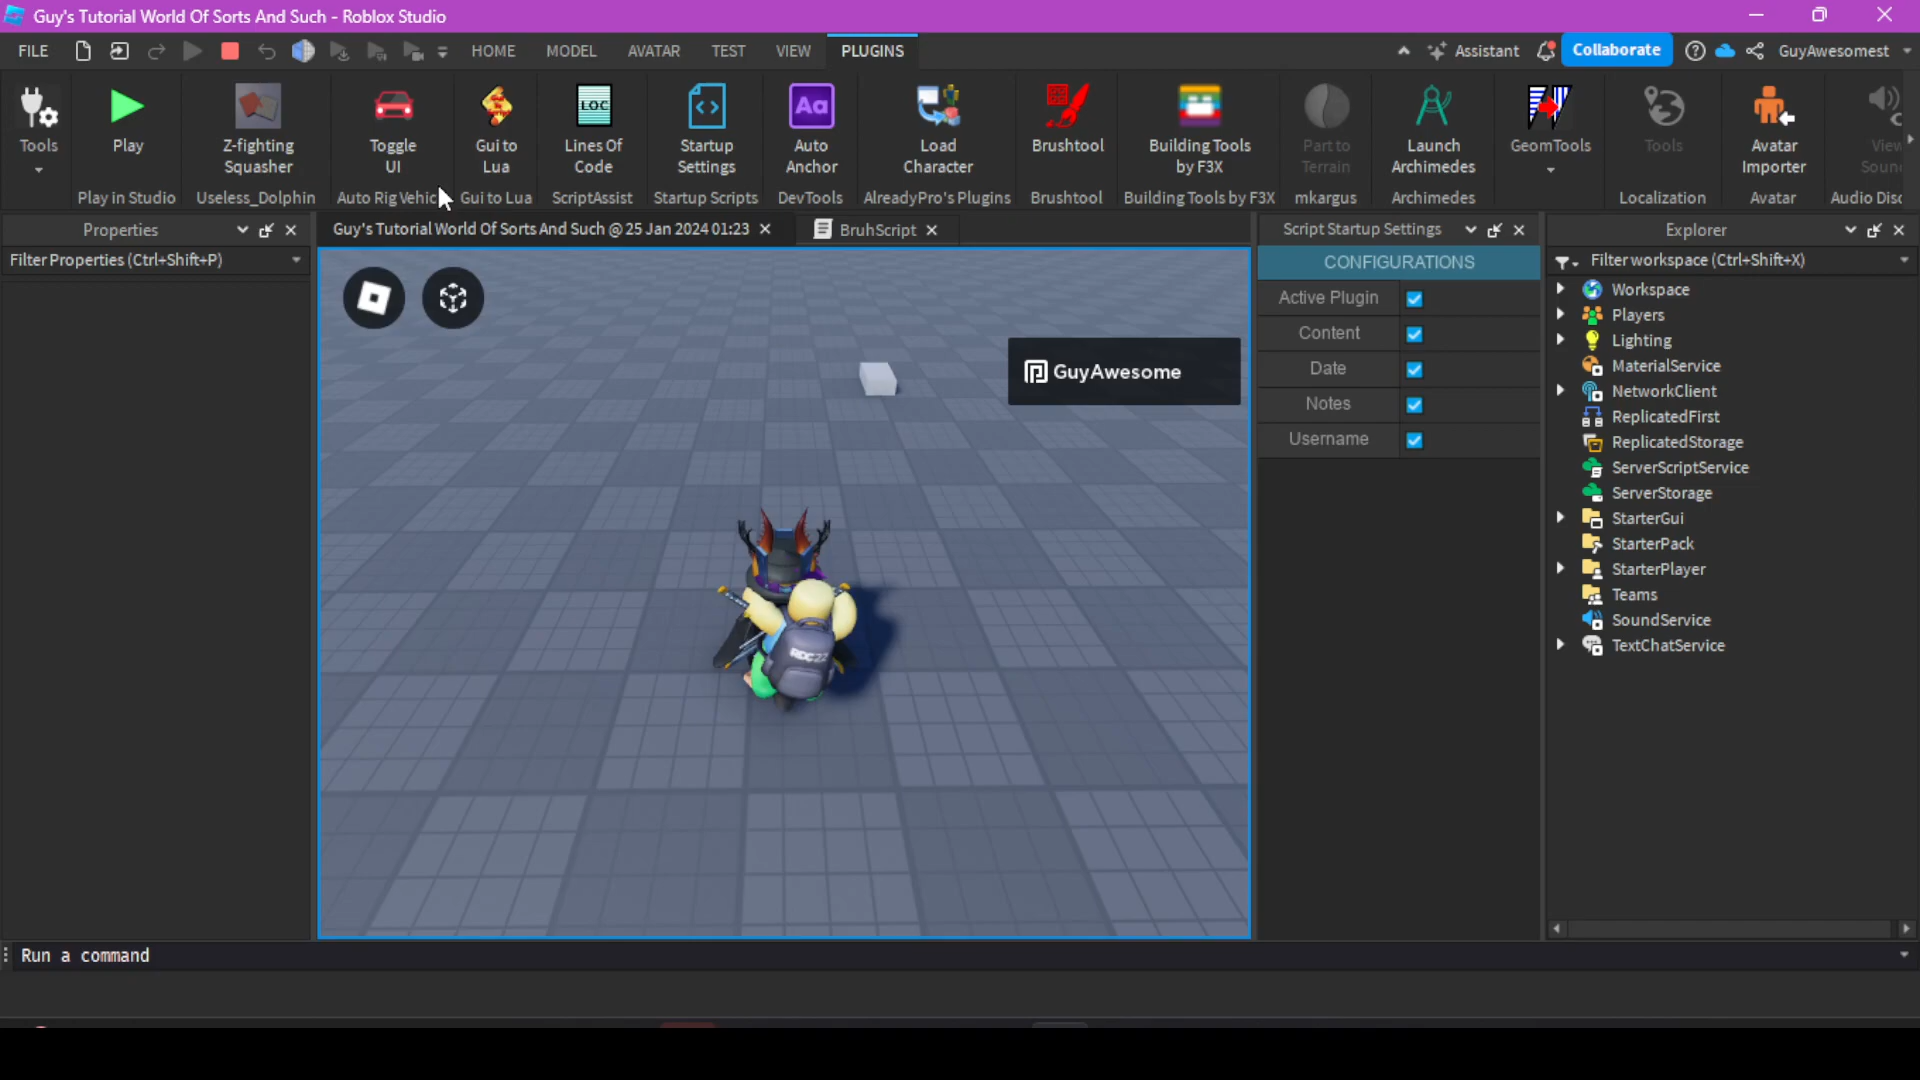 Guy's Tutorial World Of Sorts And Such - Roblox Studio
FILE
HOME
MODEL
AVATAR
TEST
VIEW
PLUGINS
Assistant
Collaborate
GuyAwesomest
Tools
Play
Z-fighting
Squasher
Toggle
UI
Gui to
Lua
LOC
Lines Of
Code
Startup
Settings
Aa
Auto
Anchor
Load
Character
Brushtool
Building Tools
by F3X
Part to
Terrain
Launch
Archimedes
GeomTools
Tools
Avatar
Importer
Play in Studio
Useless_Dolphin
Gui to Lua
ScriptAssist
Startup Scripts
DevTools
AlreadyPro's Plugins
Brushtool
Building Tools by F3X
mkargus
Archimedes
Localization
Avatar
Properties
Guy's Tutorial World Of Sorts And Such @ 25 Jan 2024 01:23
BruhScript
Script Startup Settings
Explorer
Filter Properties (Ctrl+Shift+P)
CONFIGURATIONS
Active Plugin
Content
Date
Notes
Username
Filter workspace (Ctrl+Shift+X)
Workspace
Players
Lighting
MaterialService
NetworkClient
ReplicatedFirst
ReplicatedStorage
ServerScriptService
ServerStorage
StarterGui
StarterPack
StarterPlayer
Teams
SoundService
TextChatService
GuyAwesome
Run a command